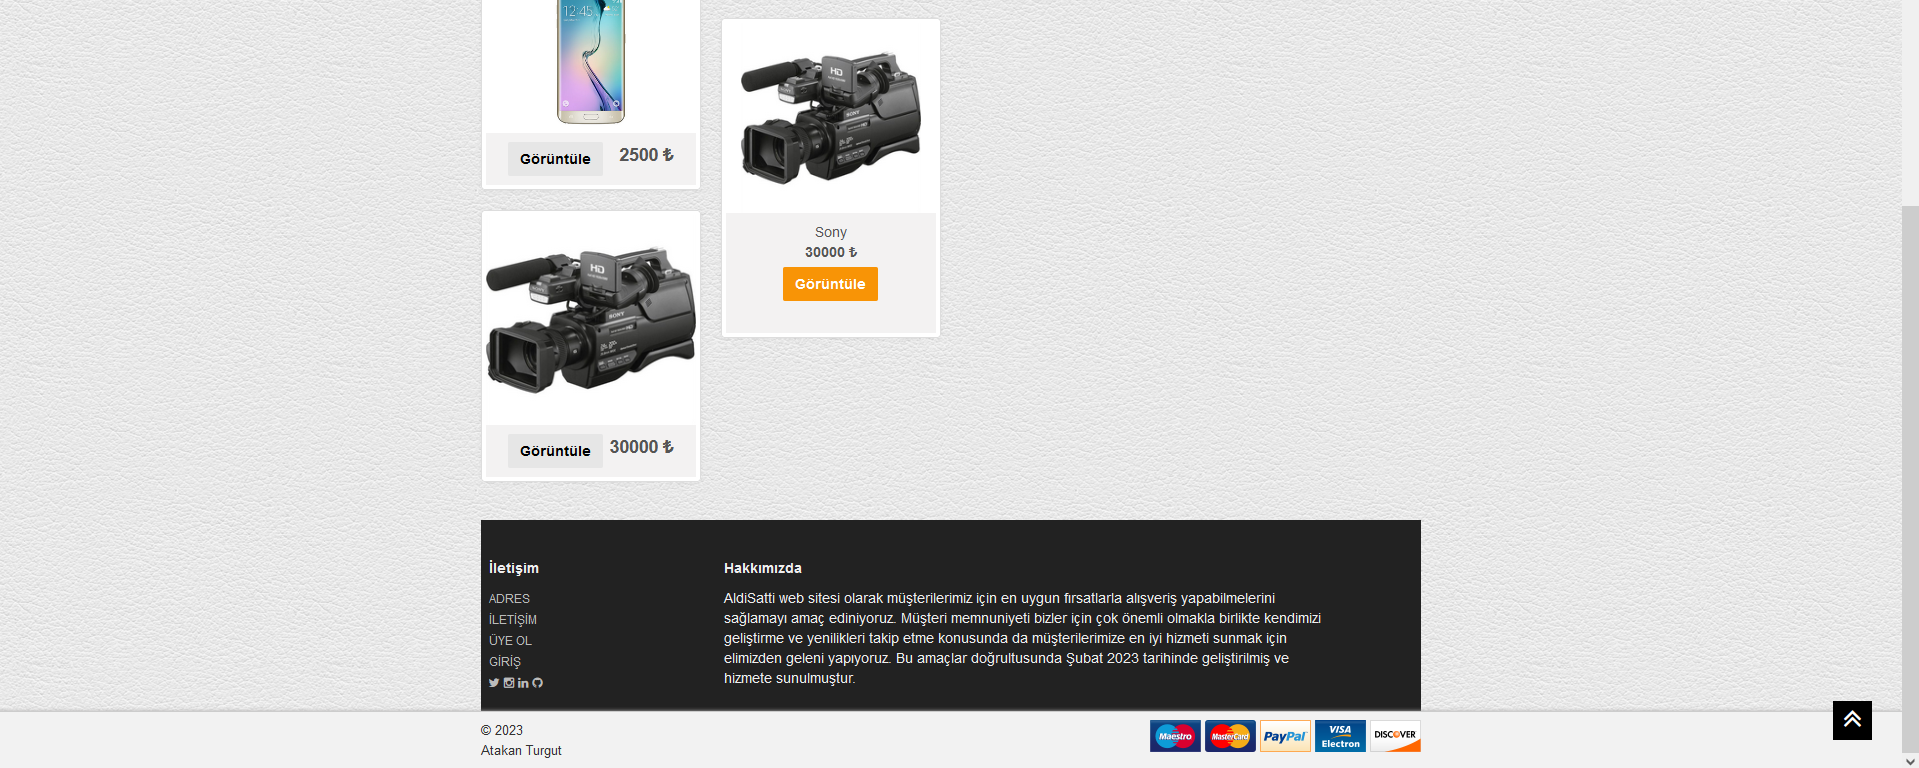 12:45
Görüntüle 2500 ₺
HD
SONY
Sony
30000 ₺
Görüntüle
HD
SONY
Görüntüle 30000 ₺
İletişim
ADRES
İLETİŞİM
ÜYE OL
GİRİŞ
Hakkımızda
AldiSatti web sitesi olarak müşterilerimiz için en uygun fırsatlarla alışveriş yapabilmelerini
sağlamayı amaç ediniyoruz. Müşteri memnuniyeti bizler için çok önemli olmakla birlikte kendimizi
geliştirme ve yenilikleri takip etme konusunda da müşterilerimize en iyi hizmeti sunmak için
elimizden geleni yapıyoruz. Bu amaçlar doğrultusunda Şubat 2023 tarihinde geliştirilmiş ve
hizmete sunulmuştur.
© 2023
Atakan Turgut
Maestro
MasterCard
PayPal
VISA
Electron
DISCOVER